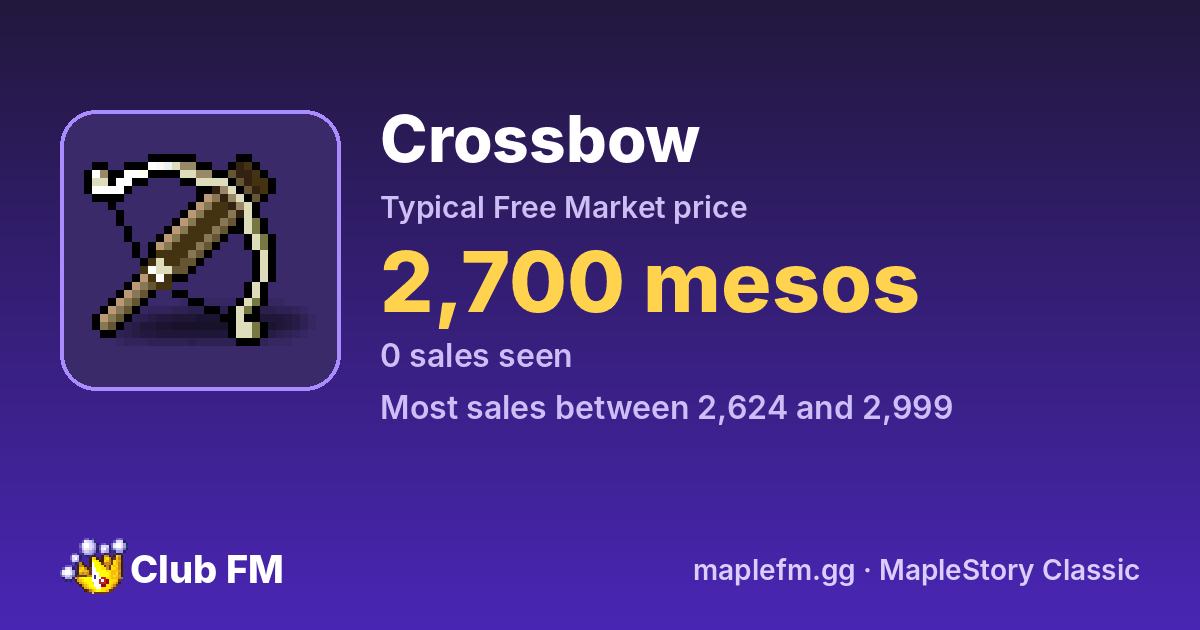 Crossbow
Typical Free Market price
2,700 mesos
0 sales seen
Most sales between 2,624 and 2,999
Club FM
maplefm.gg · MapleStory Classic